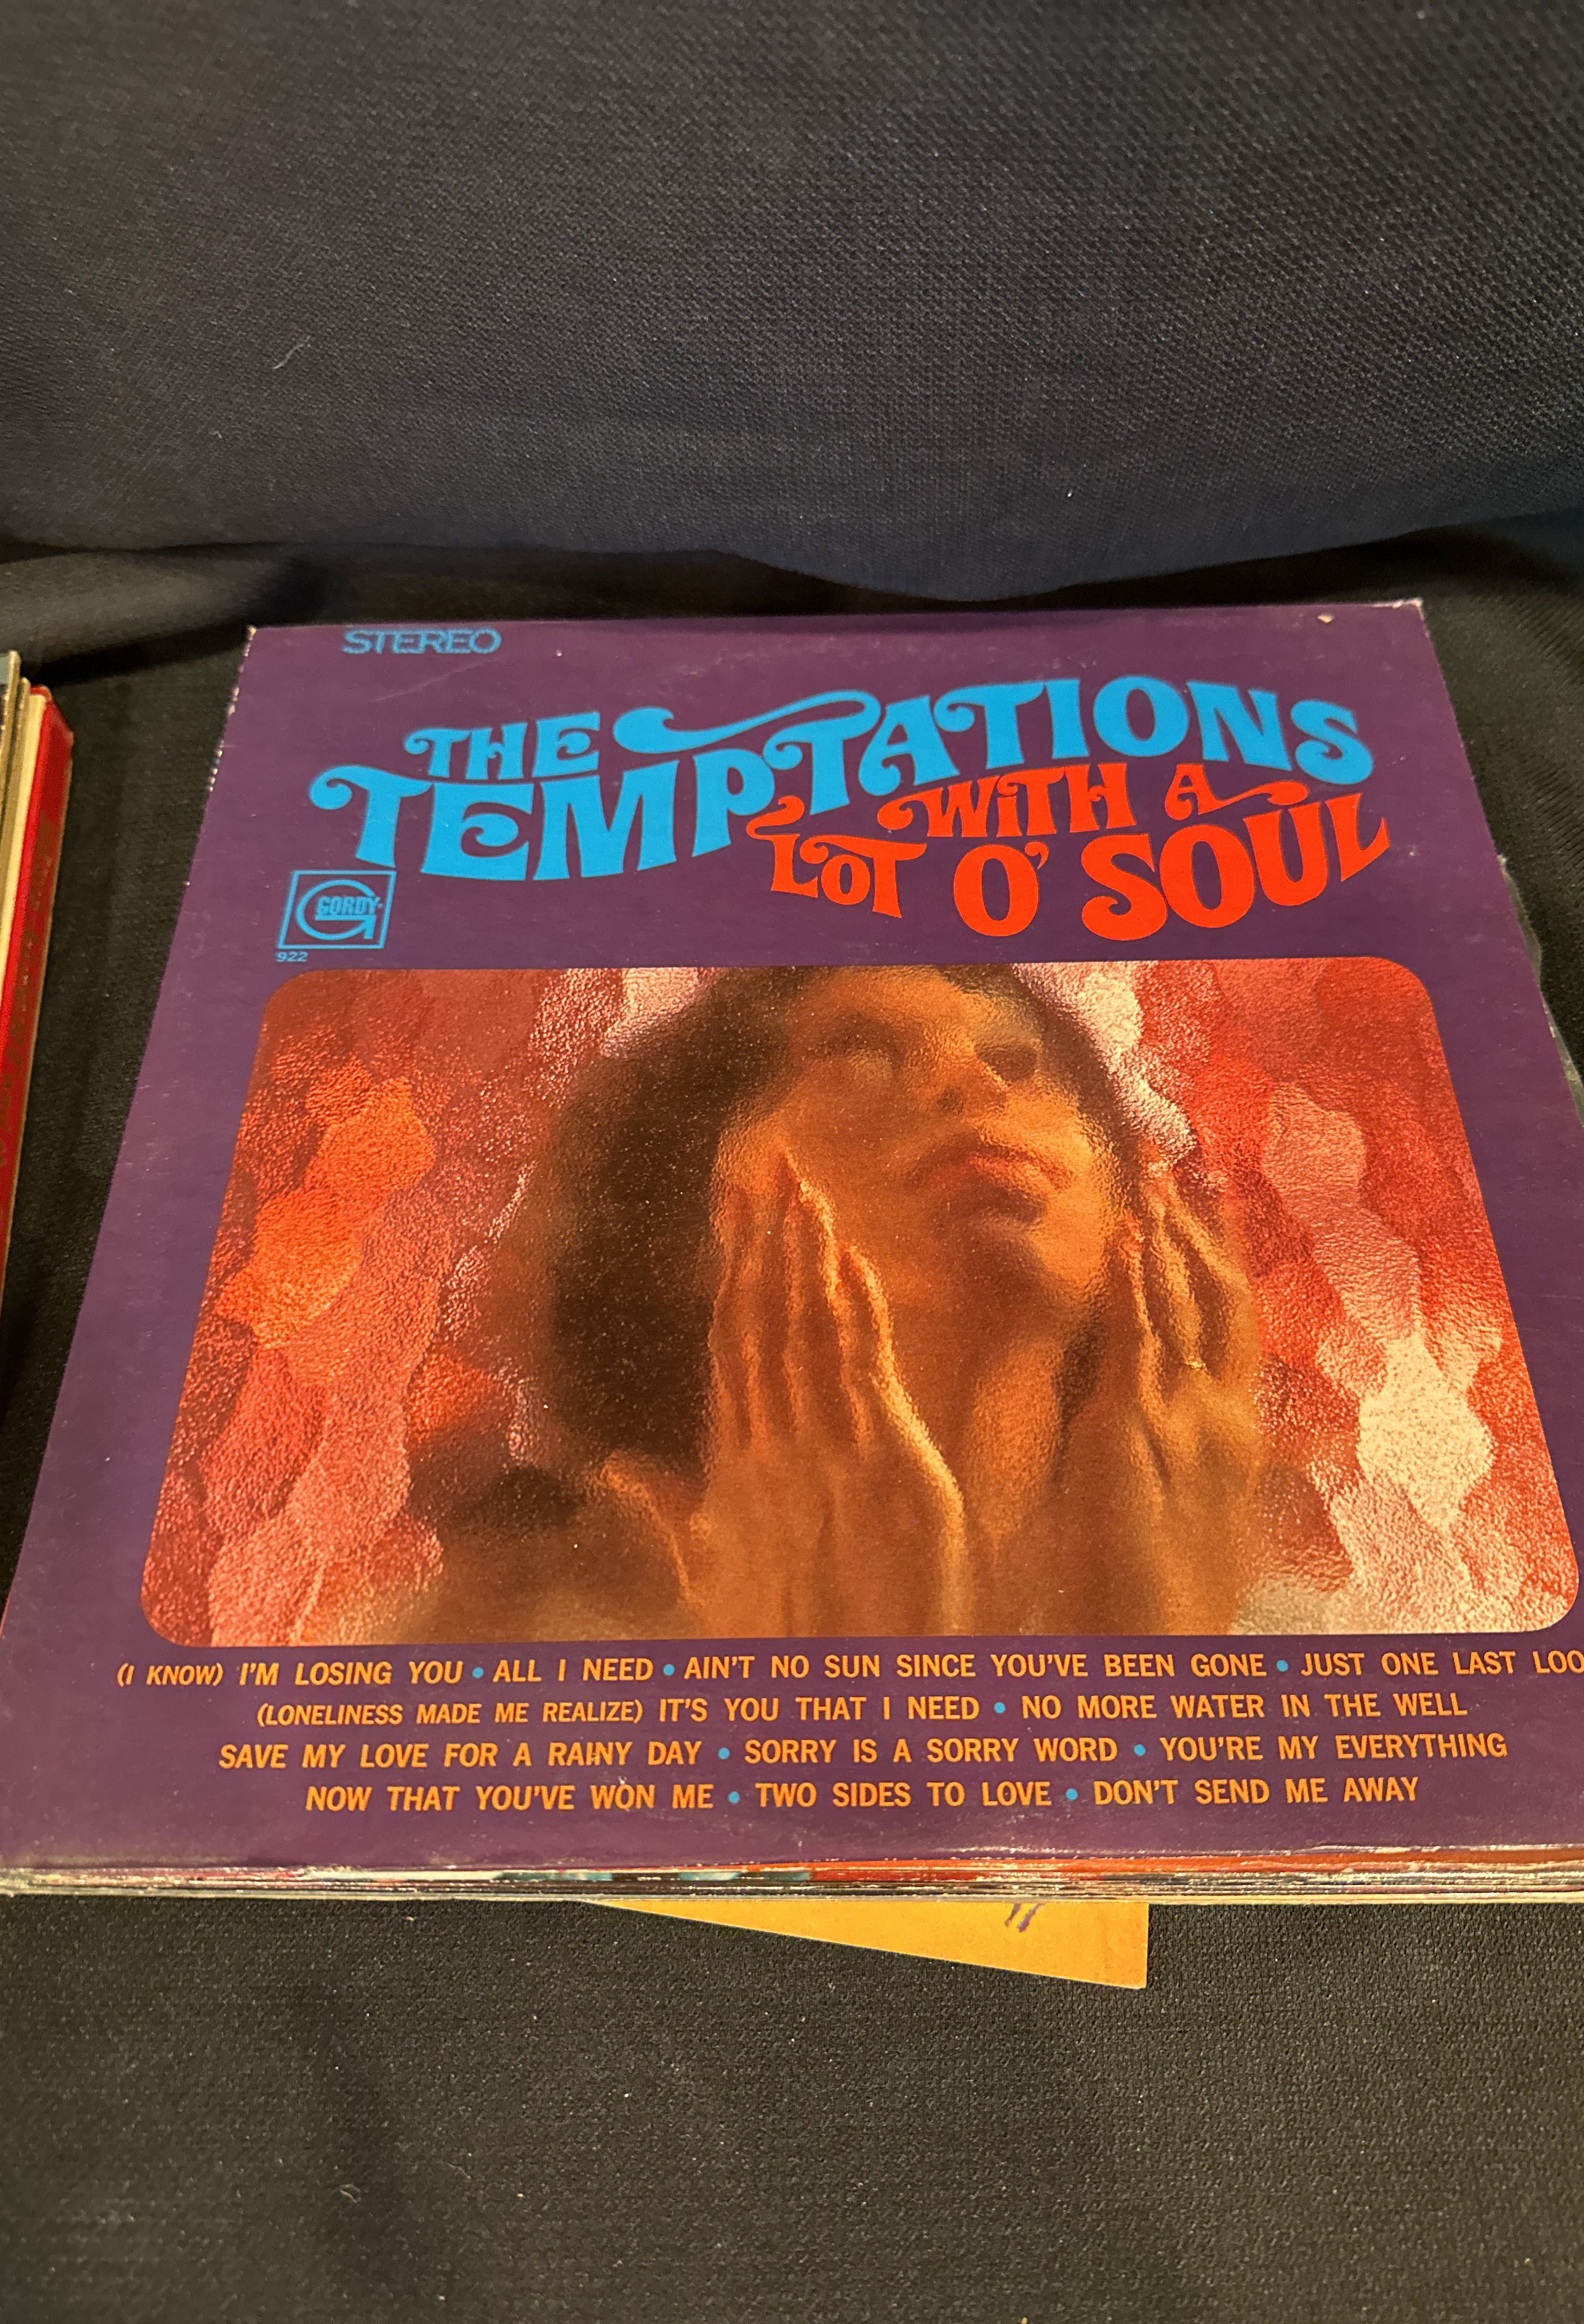 STEREO
THE
TEMPTATIONS
WiTH A
LOT O' SOUL
GORDY
922
(I KNOW) I'M LOSING YOU • ALL I NEED • AIN'T NO SUN SINCE YOU'VE BEEN GONE • JUST ONE LAST LOO
(LONELINESS MADE ME REALIZE) IT'S YOU THAT I NEED • NO MORE WATER IN THE WELL
SAVE MY LOVE FOR A RAINY DAY • SORRY IS A SORRY WORD • YOU'RE MY EVERYTHING
NOW THAT YOU'VE WON ME • TWO SIDES TO LOVE • DON'T SEND ME AWAY